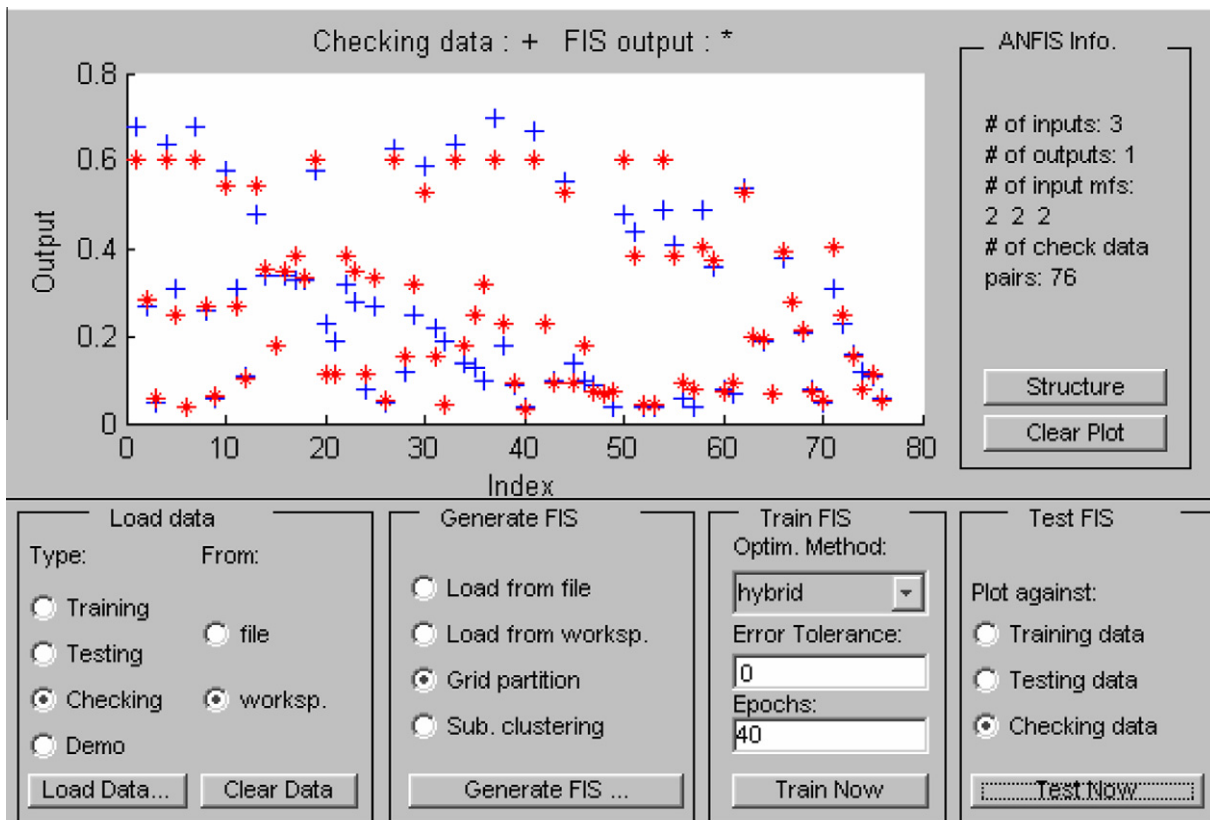 Checking data : +   FIS output : *
0.8
0.6
0.4
0.2
0
Output
0 10 20 30 40 50 60 70 80
Index
ANFIS Info.
# of inputs: 3
# of outputs: 1
# of input mfs:
2 2 2
# of check data
pairs: 76
Structure
Clear Plot
Load data
Type:
From:
Training
Testing
Checking
Demo
file
worksp.
Load Data...
Clear Data
Generate FIS
Load from file
Load from worksp.
Grid partition
Sub. clustering
Generate FIS ...
Train FIS
Optim. Method:
hybrid
Error Tolerance:
0
Epochs:
40
Train Now
Test FIS
Plot against:
Training data
Testing data
Checking data
Test Now